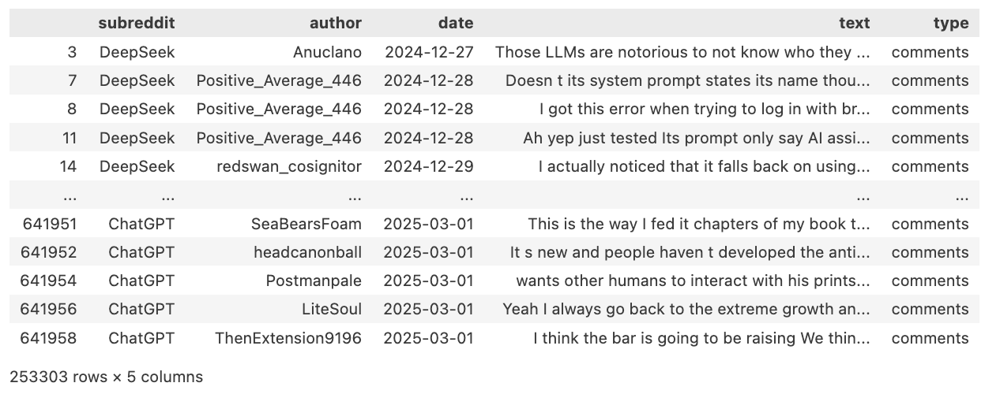 subreddit author date text type
3 DeepSeek Anuclano 2024-12-27 Those LLMs are notorious to not know who they ... comments
7 DeepSeek Positive_Average_446 2024-12-28 Doesn t its system prompt states its name thou... comments
8 DeepSeek Positive_Average_446 2024-12-28 I got this error when trying to log in with br... comments
11 DeepSeek Positive_Average_446 2024-12-28 Ah yep just tested Its prompt only say AI assi... comments
14 DeepSeek redswan_cosignitor 2024-12-29 I actually noticed that it falls back on using... comments
... ... ... ... ... ...
641951 ChatGPT SeaBearsFoam 2025-03-01 This is the way I fed it chapters of my book t... comments
641952 ChatGPT headcanonball 2025-03-01 It s new and people haven t developed the anti... comments
641954 ChatGPT Postmanpale 2025-03-01 wants other humans to interact with his prints... comments
641956 ChatGPT LiteSoul 2025-03-01 Yeah I always go back to the extreme growth an... comments
641958 ChatGPT ThenExtension9196 2025-03-01 I think the bar is going to be raising We thin... comments
253303 rows × 5 columns